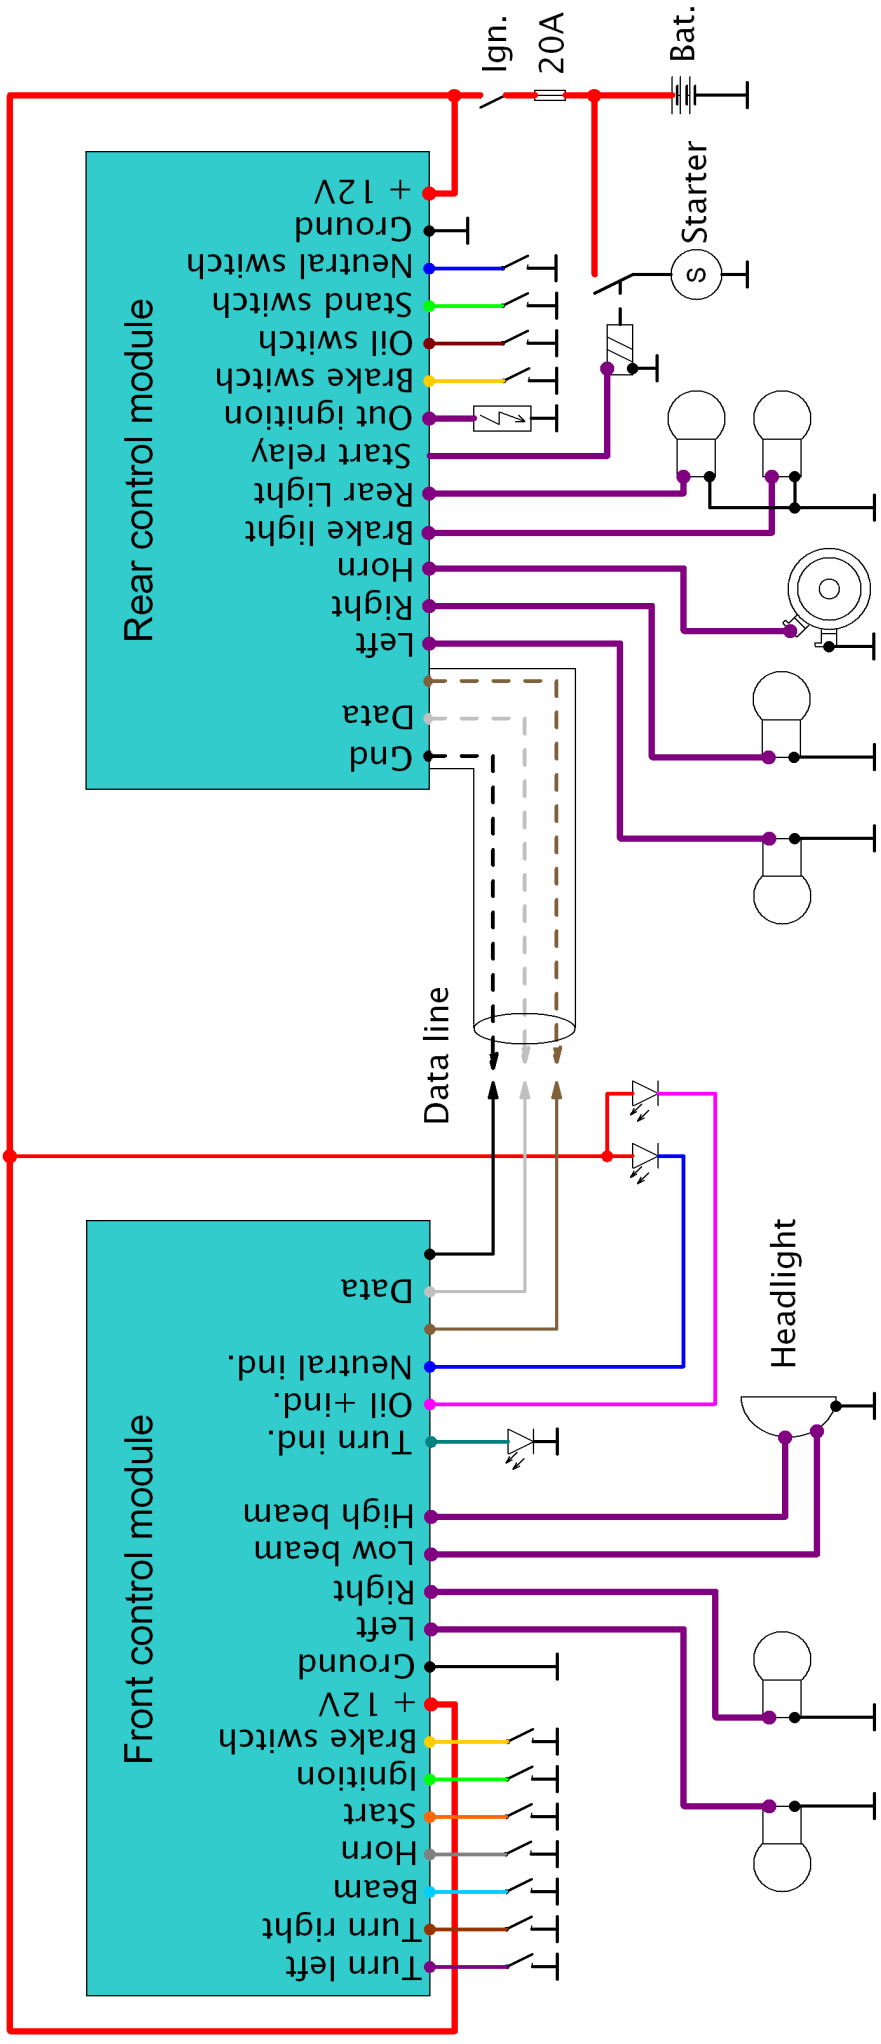 Ign.
20A
Bat.
Starter
S
Rear control module
+ 12V
Ground
Neutral switch
Stand switch
Oil switch
Brake switch
Out ignition
Start relay
Rear Light
Brake light
Horn
Right
Left
Data
Gnd
Data line
Front control module
Data
Neutral ind.
Oil +ind.
Turn ind.
High beam
Low beam
Right
Left
Ground
+ 12V
Brake switch
Ignition
Start
Horn
Beam
Turn right
Turn left
Headlight